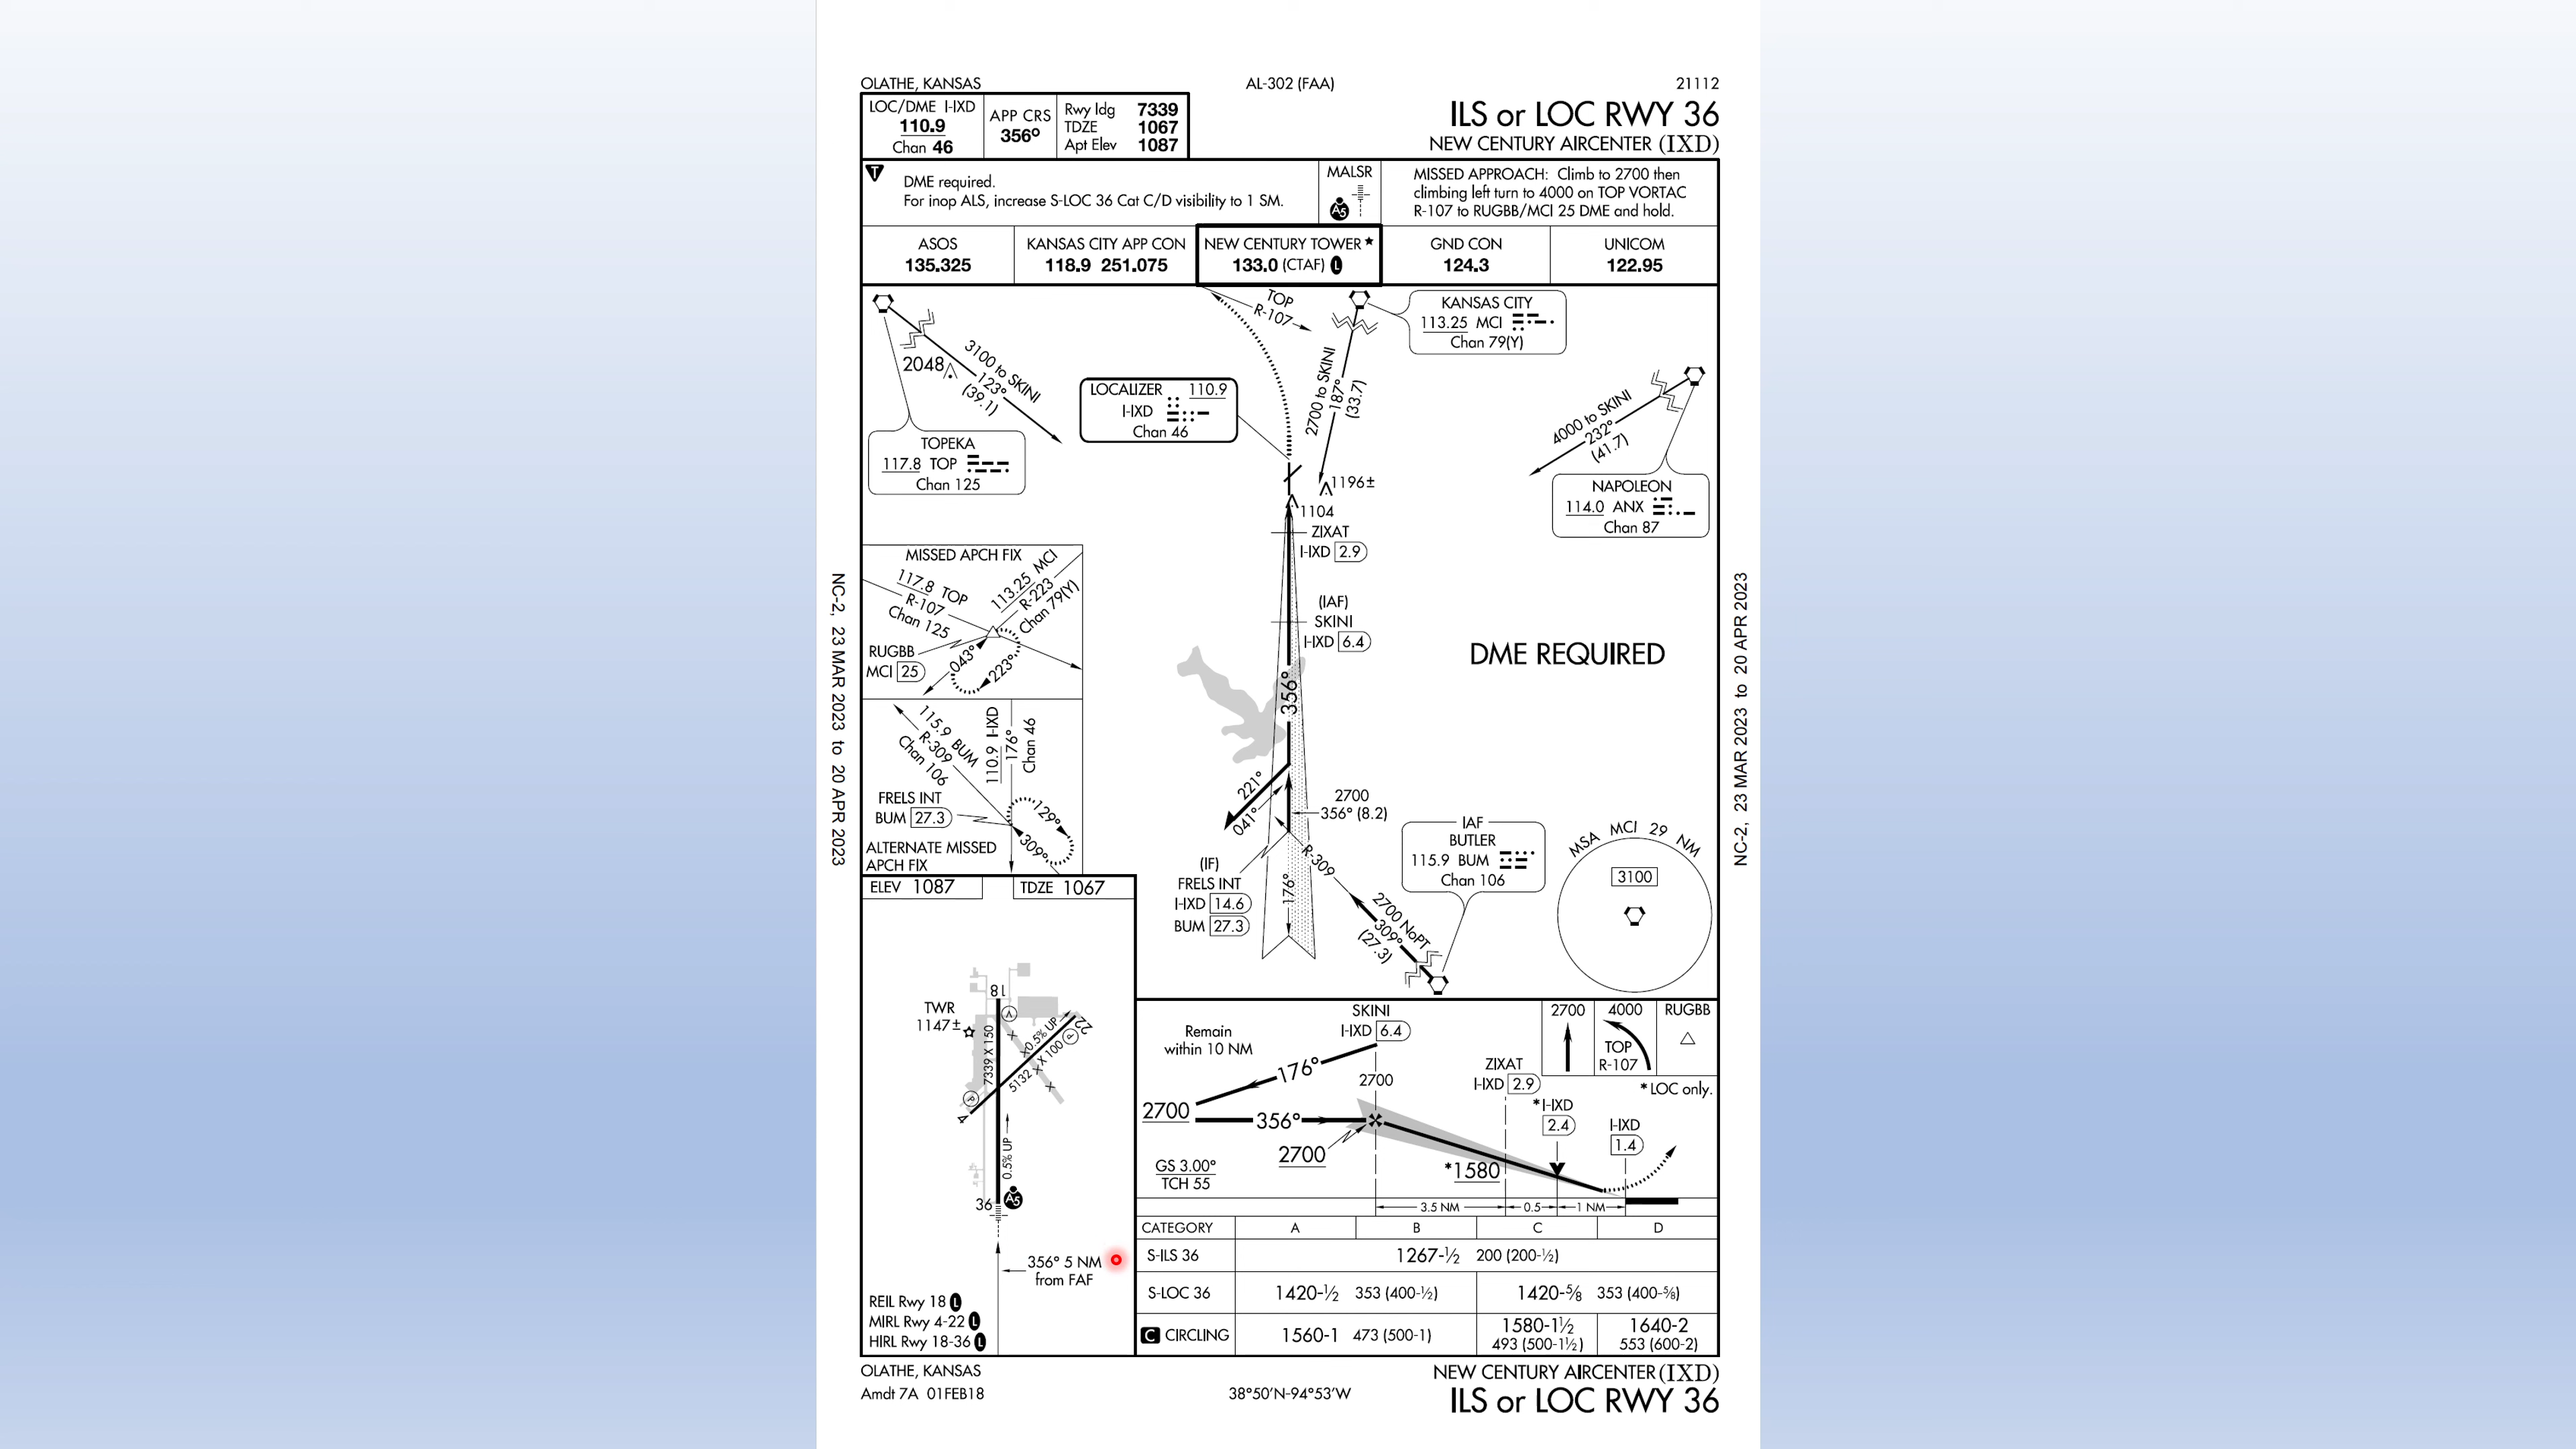 OLATHE, KANSAS
AL-302 (FAA)
21112
LOC/DME I-IXD
110.9
Chan 46
APP CRS
356°
Rwy Idg 7339
TDZE 1067
Apt Elev 1087
ILS or LOC RWY 36
NEW CENTURY AIRCENTER (IXD)
T
DME required.
For inop ALS, increase S-LOC 36 Cat C/D visibility to 1 SM.
MALSR
A5
MISSED APPROACH: Climb to 2700 then
climbing left turn to 4000 on TOP VORTAC
R-107 to RUGBB/MCI 25 DME and hold.
ASOS
135.325
KANSAS CITY APP CON
118.9 251.075
NEW CENTURY TOWER★
133.0 (CTAF) L
GND CON
124.3
UNICOM
122.95
TOP
R-107
KANSAS CITY
113.25 MCI
Chan 79(Y)
2048
3100 to SKINI
123°
(39.1)
LOCALIZER 110.9
I-IXD
Chan 46
2700 to SKINI
187°
(33.7)
4000 to SKINI
232°
(41.7)
TOPEKA
117.8 TOP
Chan 125
NAPOLEON
114.0 ANX
Chan 87
1196±
1104
ZIXAT
I-IXD 2.9
MISSED APCH FIX
117.8 TOP
R-107
Chan 125
113.25 MCI
R-223
Chan 79(Y)
RUGBB
MCI 25
043°
223°
(IAF)
SKINI
I-IXD 6.4
DME REQUIRED
356°
115.9 BUM
R-309
Chan 106
110.9 I-IXD
176°
Chan 46
FRELS INT
BUM 27.3
129°
309°
ALTERNATE MISSED
APCH FIX
221°
041°
2700
356° (8.2)
(IF)
FRELS INT
I-IXD 14.6
BUM 27.3
R-309
176°
IAF
BUTLER
115.9 BUM
Chan 106
2700 NoPT
309°
(27.3)
MSA MCI 29 NM
3100
NC-2, 23 MAR 2023 to 20 APR 2023
NC-2, 23 MAR 2023 to 20 APR 2023
ELEV 1087
TDZE 1067
18
TWR
1147±
V
7339 X 150
0.5% UP
5132 X 100
22
P
P
4
0.5% UP
36
A5
356° 5 NM
from FAF
REIL Rwy 18 L
MIRL Rwy 4-22 L
HIRL Rwy 18-36 L
Remain
within 10 NM
SKINI
I-IXD 6.4
176°
2700
2700
356°
2700
GS 3.00°
TCH 55
ZIXAT
I-IXD 2.9
*I-IXD
2.4
I-IXD
1.4
*1580
2700
4000
TOP
R-107
RUGBB
*LOC only.
3.5 NM
0.5
1 NM
CATEGORY A B C D
S-ILS 36 1267-½ 200 (200-½)
S-LOC 36 1420-½ 353 (400-½) 1420-⅝ 353 (400-⅝)
C CIRCLING 1560-1 473 (500-1)
1580-1½
493 (500-1½)
1640-2
553 (600-2)
OLATHE, KANSAS
Amdt 7A 01FEB18
38°50'N-94°53'W
NEW CENTURY AIRCENTER (IXD)
ILS or LOC RWY 36